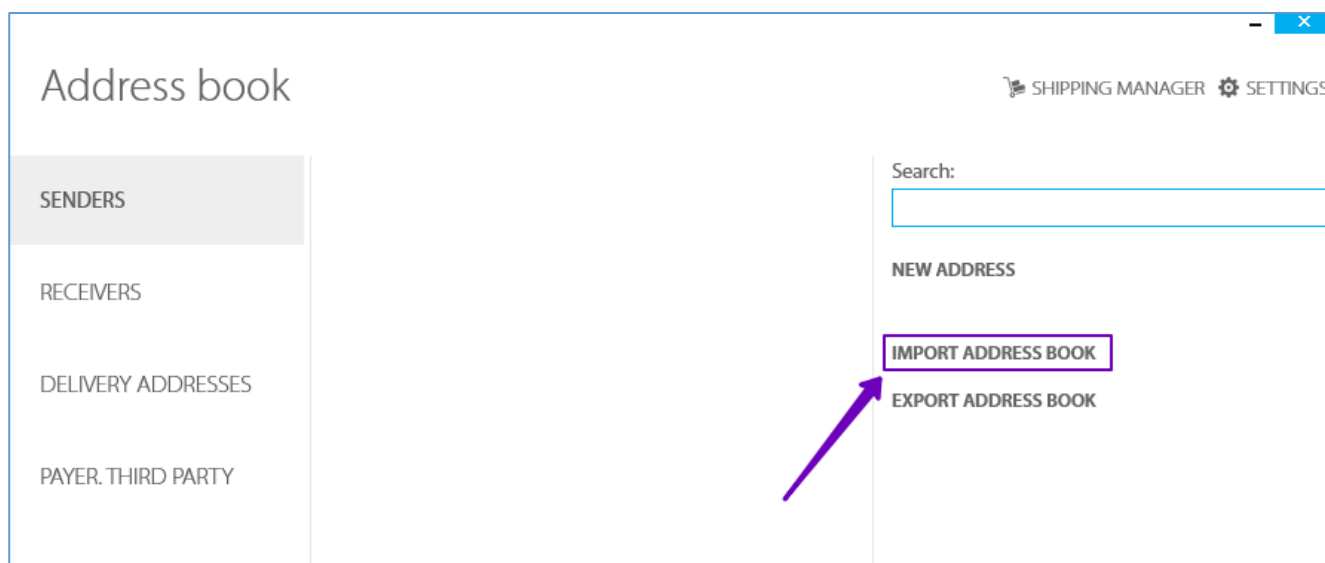 Address book
SHIPPING MANAGER SETTINGS
SENDERS
RECEIVERS
DELIVERY ADDRESSES
PAYER. THIRD PARTY
Search:
NEW ADDRESS
IMPORT ADDRESS BOOK
EXPORT ADDRESS BOOK